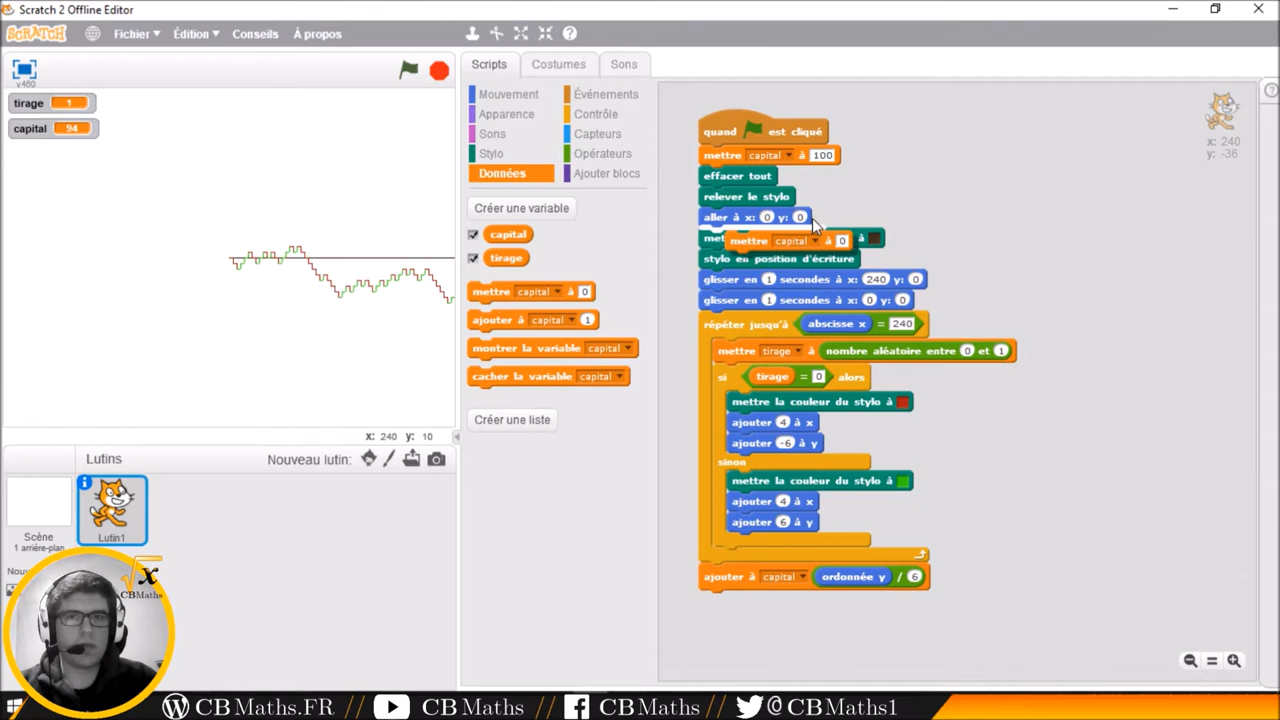 Scratch 2 Offline Editor
SCRATCH
Fichier Édition Conseils À propos
v460
tirage 1
capital 94
x: 240 y: 10
Lutins
Nouveau lutin:
Scène
1 arrière-plan
Lutin1
x
CBMaths
Scripts Costumes Sons
Mouvement
Apparence
Sons
Stylo
Données
Événements
Contrôle
Capteurs
Opérateurs
Ajouter blocs
Créer une variable
capital
tirage
mettre capital à 0
ajouter à capital 1
montrer la variable capital
cacher la variable capital
Créer une liste
quand est cliqué
mettre capital à 100
effacer tout
relever le stylo
aller à x: 0 y: 0
à
mettre capital à 0
stylo en position d'écriture
glisser en 1 secondes à x: 240 y: 0
glisser en 1 secondes à x: 0 y: 0
répéter jusqu'à abscisse x = 240
mettre tirage à nombre aléatoire entre 0 et 1
si tirage = 0 alors
mettre la couleur du stylo à
ajouter 4 à x
ajouter -6 à y
sinon
mettre la couleur du stylo à
ajouter 4 à x
ajouter 6 à y
ajouter à capital ordonnée y / 6
x: 240
y: -36
CBMaths.FR CBMaths CBMaths @CBMaths1